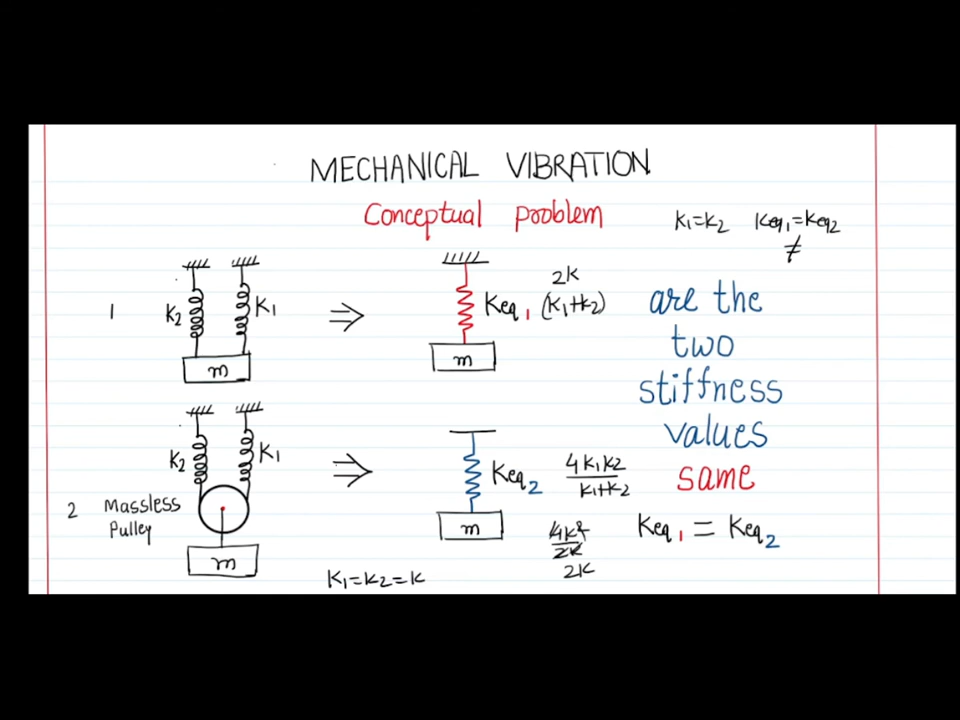 MECHANICAL VIBRATION
Conceptual problem
K1=K2 Keq1=Keq2
≠
1
K2
K1
m
⇒
2K
Keq1 (K1+K2)
m
are the
two
stiffness
values
same
Keq1 = Keq2
2 Massless
Pulley
K2
K1
m
⇒
Keq2
4K1K2
K1+K2
m
4K²
2K
2K
K1=K2=K